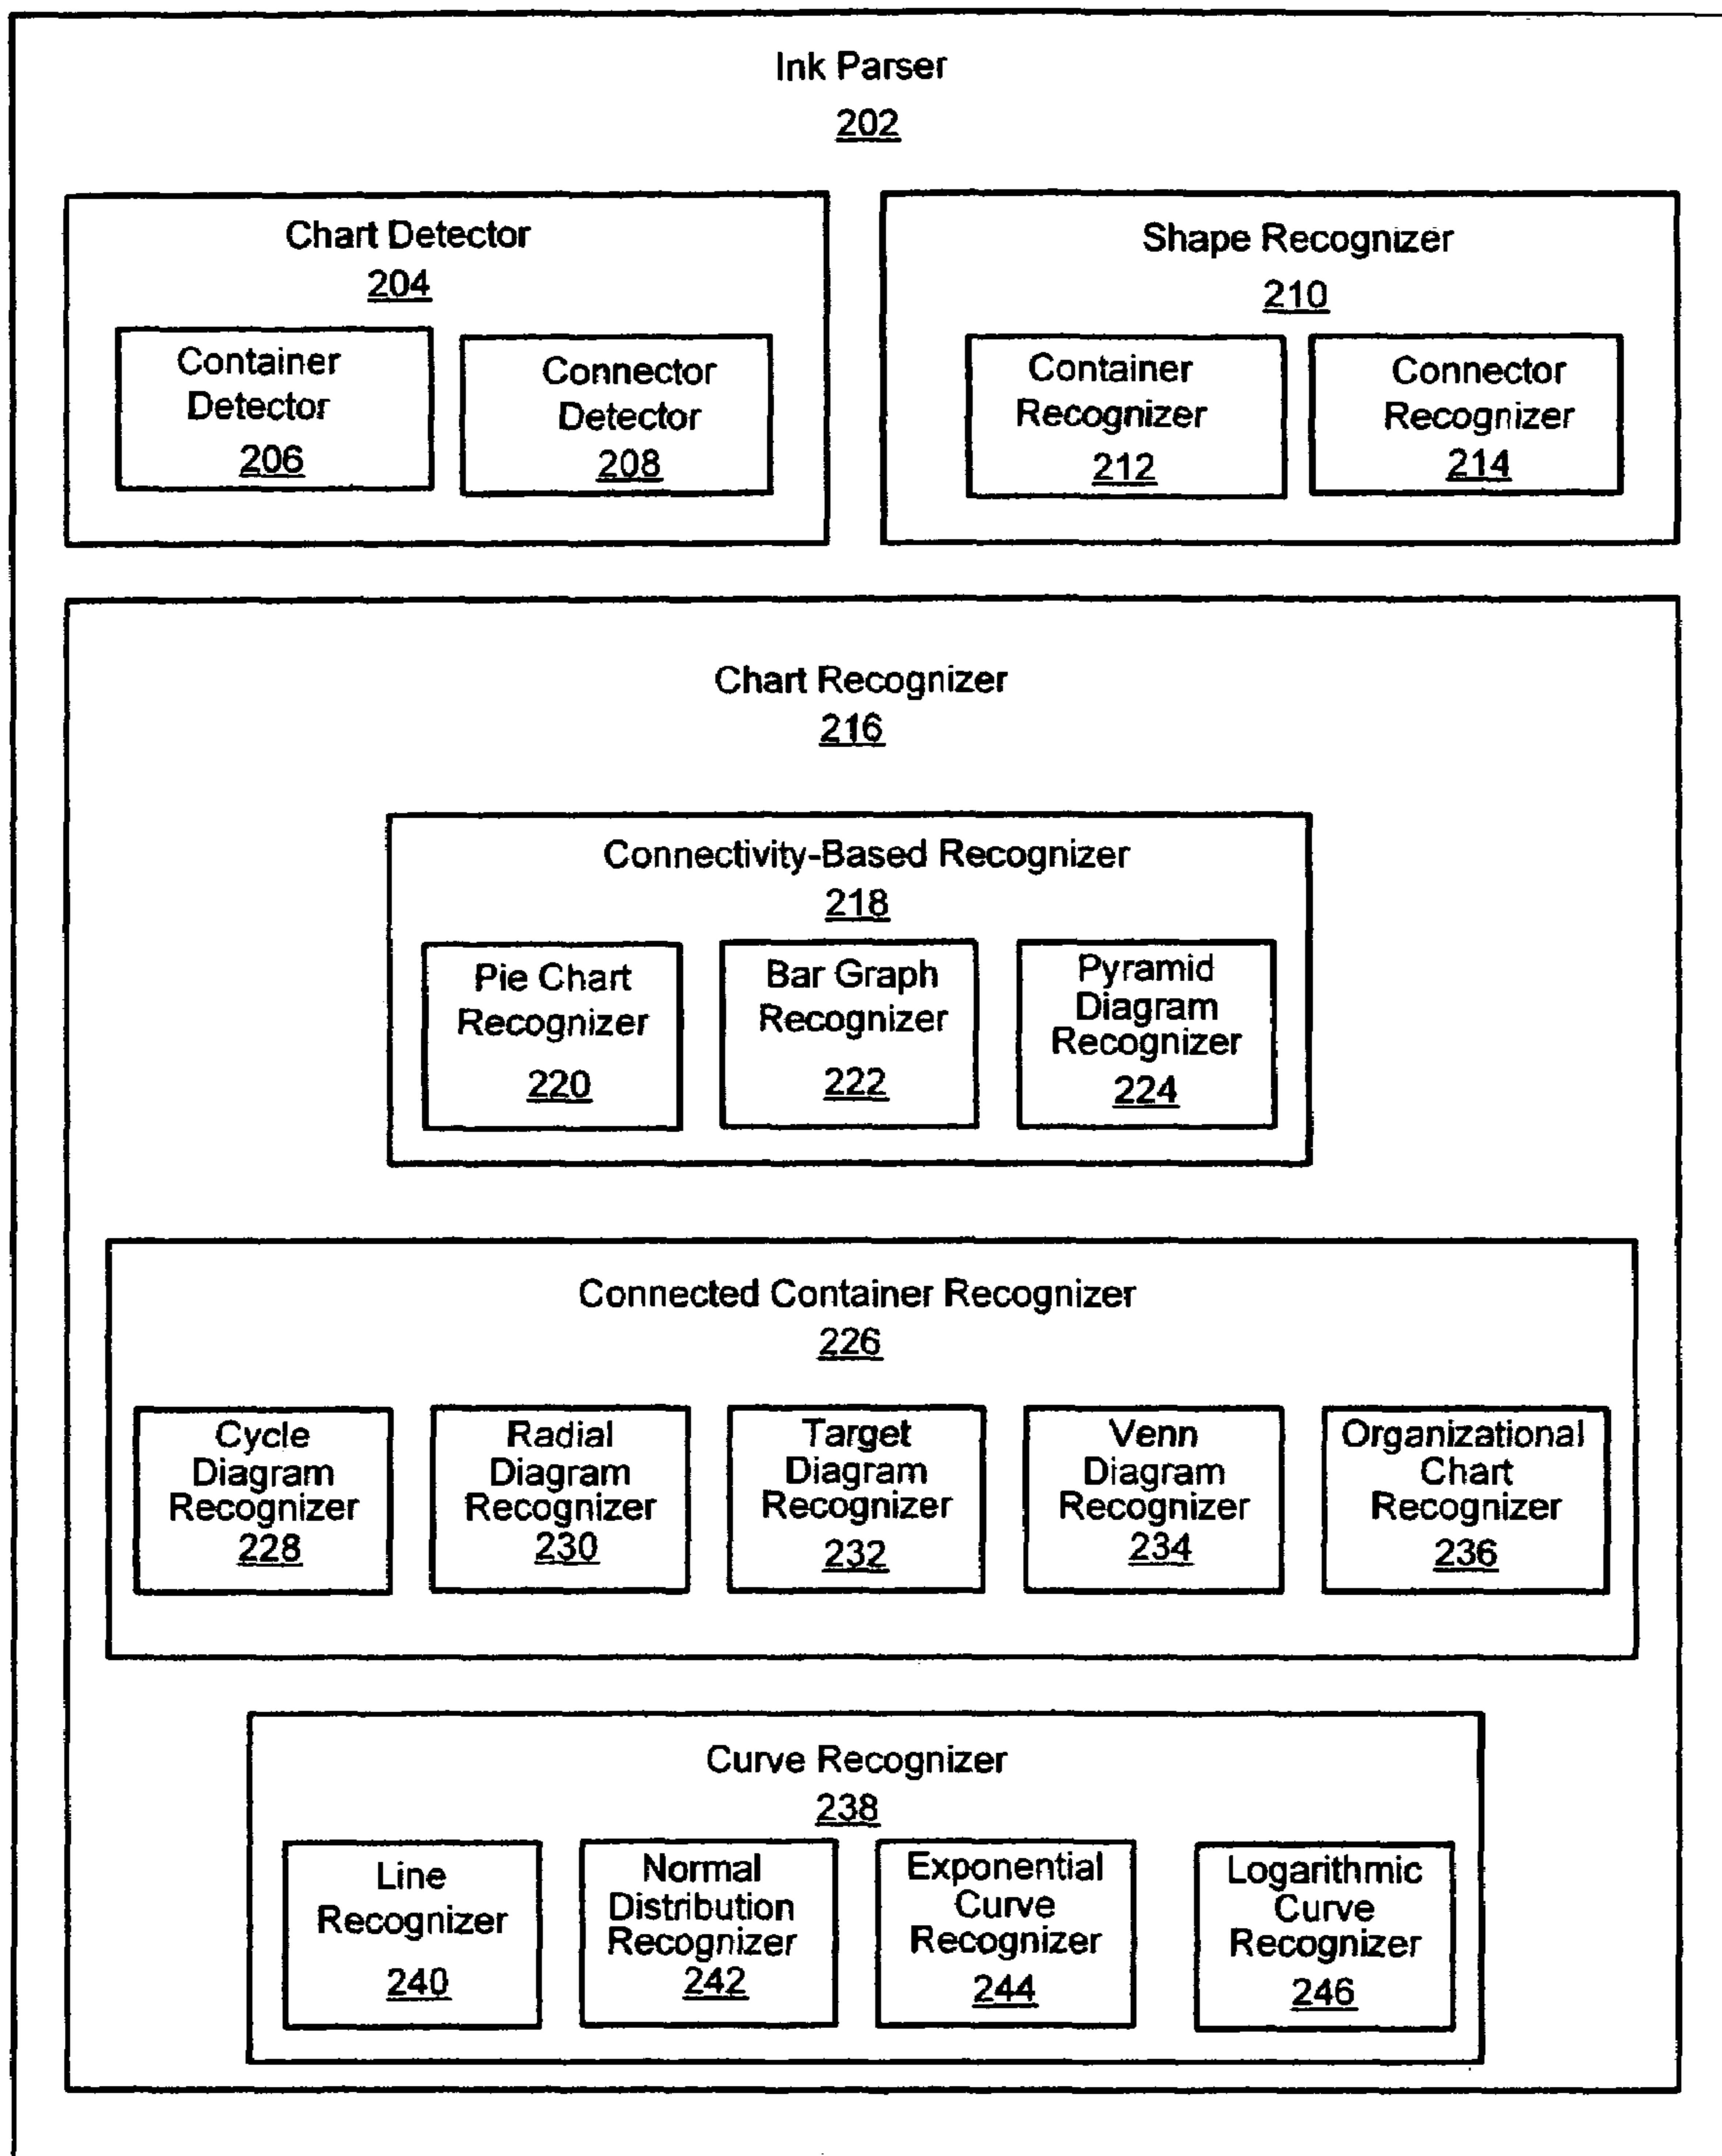 Ink Parser
202
Chart Detector
204
Container
Detector
206
Connector
Detector
208
Shape Recognizer
210
Container
Recognizer
212
Connector
Recognizer
214
Chart Recognizer
216
Connectivity-Based Recognizer
218
Pie Chart
Recognizer
220
Bar Graph
Recognizer
222
Pyramid
Diagram
Recognizer
224
Connected Container Recognizer
226
Cycle
Diagram
Recognizer
228
Radial
Diagram
Recognizer
230
Target
Diagram
Recognizer
232
Venn
Diagram
Recognizer
234
Organizational
Chart
Recognizer
236
Curve Recognizer
238
Line
Recognizer
240
Normal
Distribution
Recognizer
242
Exponential
Curve
Recognizer
244
Logarithmic
Curve
Recognizer
246